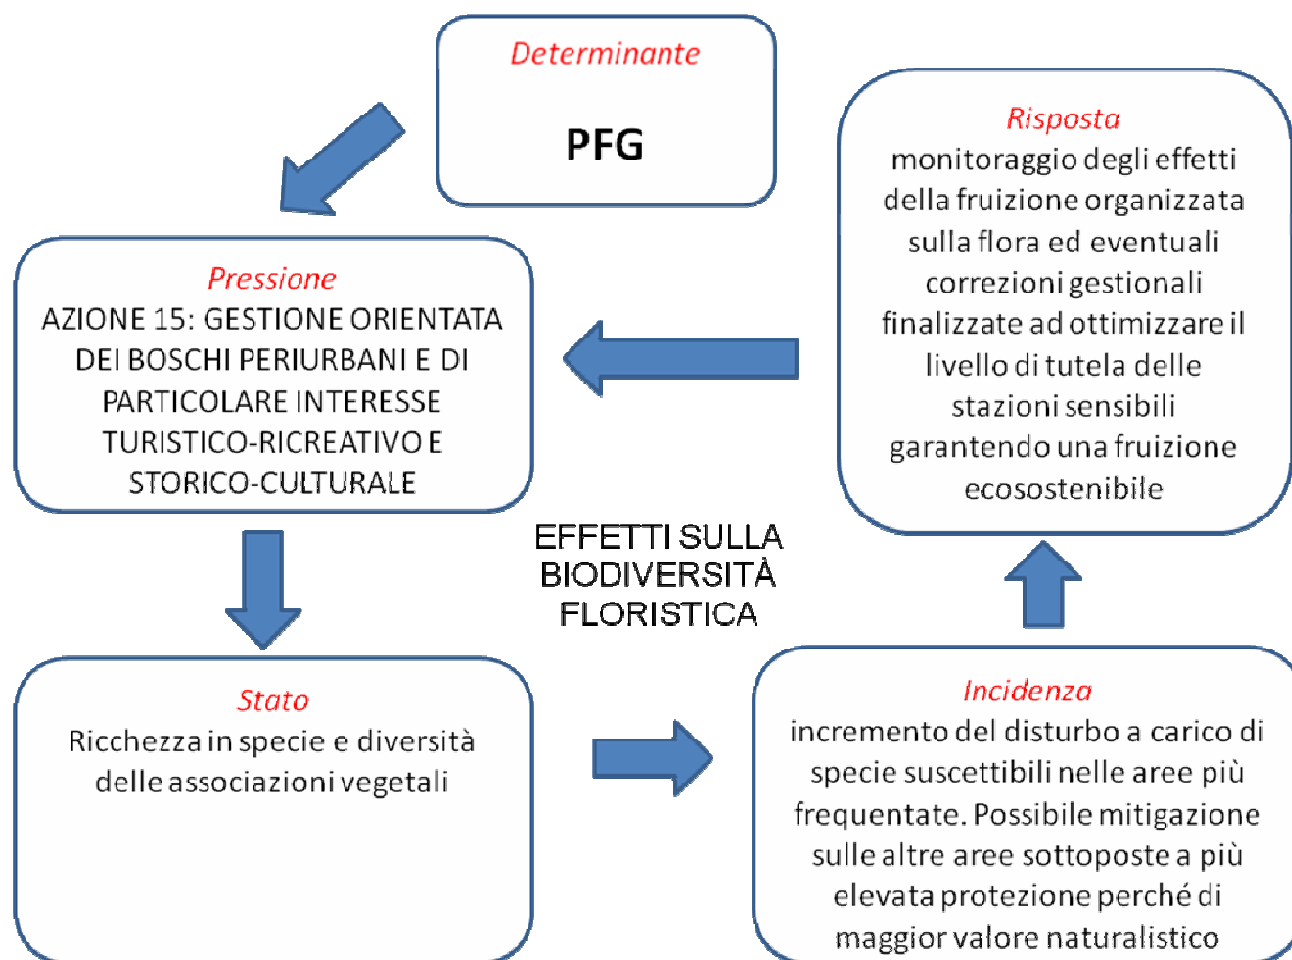 Determinante
PFG
Pressione
AZIONE 15: GESTIONE ORIENTATA
DEI BOSCHI PERIURBANI E DI
PARTICOLARE INTERESSE
TURISTICO-RICREATIVO E
STORICO-CULTURALE
Risposta
monitoraggio degli effetti
della fruizione organizzata
sulla flora ed eventuali
correzioni gestionali
finalizzate ad ottimizzare il
livello di tutela delle
stazioni sensibili
garantendo una fruizione
ecosostenibile
EFFETTI SULLA
BIODIVERSITÀ
FLORISTICA
Stato
Ricchezza in specie e diversità
delle associazioni vegetali
Incidenza
incremento del disturbo a carico di
specie suscettibili nelle aree più
frequentate. Possibile mitigazione
sulle altre aree sottoposte a più
elevata protezione perché di
maggior valore naturalistico